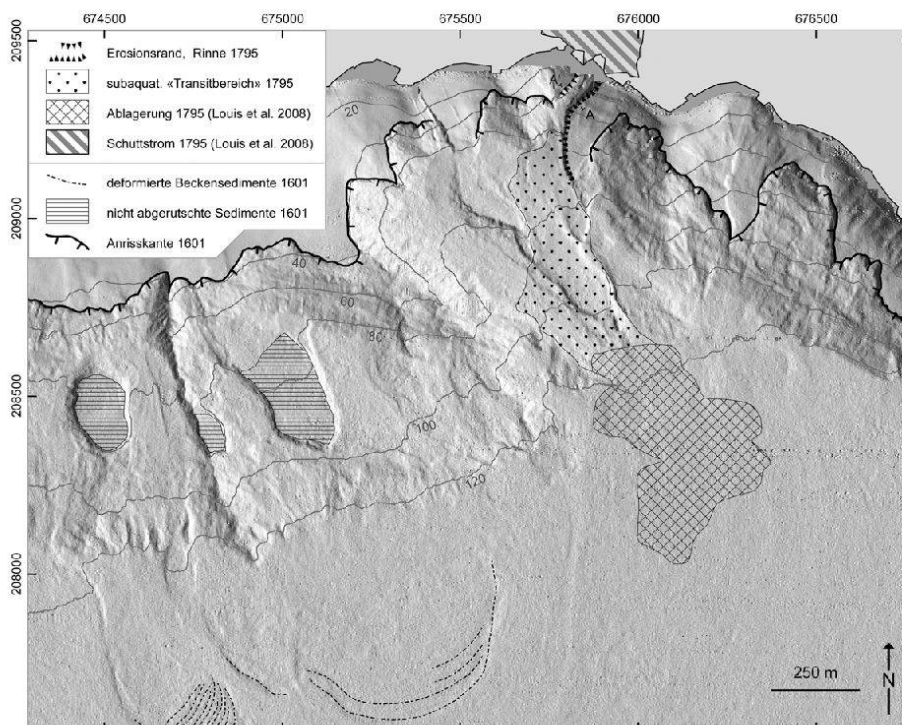 674500 675000 675500 676000 676500
209500
209000
208500
208000
Erosionsrand, Rinne 1795
subaquat. «Transitbereich» 1795
Ablagerung 1795 (Louis et al. 2008)
Schuttstrom 1795 (Louis et al. 2008)
deformierte Beckensedimente 1601
nicht abgerutschte Sedimente 1601
Anrisskante 1601
A
A
20
40
60
80
100
120
250 m
N